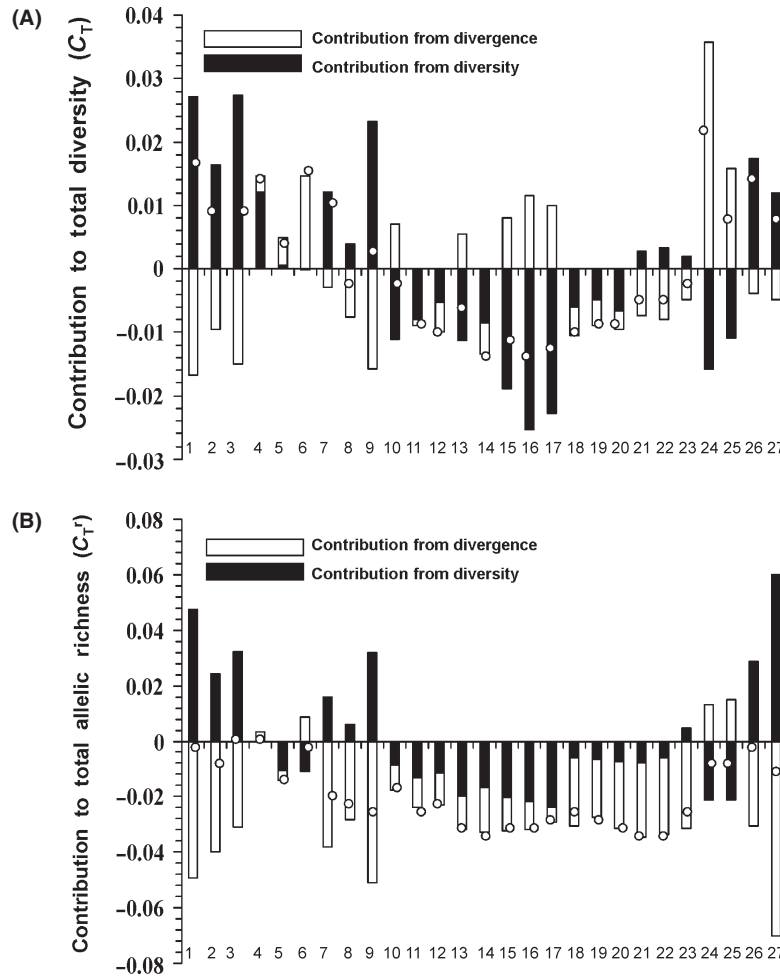 (A)
Contribution to total diversity (C_T)
0.04
0.03
0.02
0.01
0
−0.01
−0.02
−0.03
Contribution from divergence
Contribution from diversity
1 2 3 4 5 6 7 8 9 10 11 12 13 14 15 16 17 18 19 20 21 22 23 24 25 26 27
(B)
Contribution to total allelic richness (C_T^r)
0.08
0.06
0.04
0.02
0
−0.02
−0.04
−0.06
−0.08
Contribution from divergence
Contribution from diversity
1 2 3 4 5 6 7 8 9 10 11 12 13 14 15 16 17 18 19 20 21 22 23 24 25 26 27